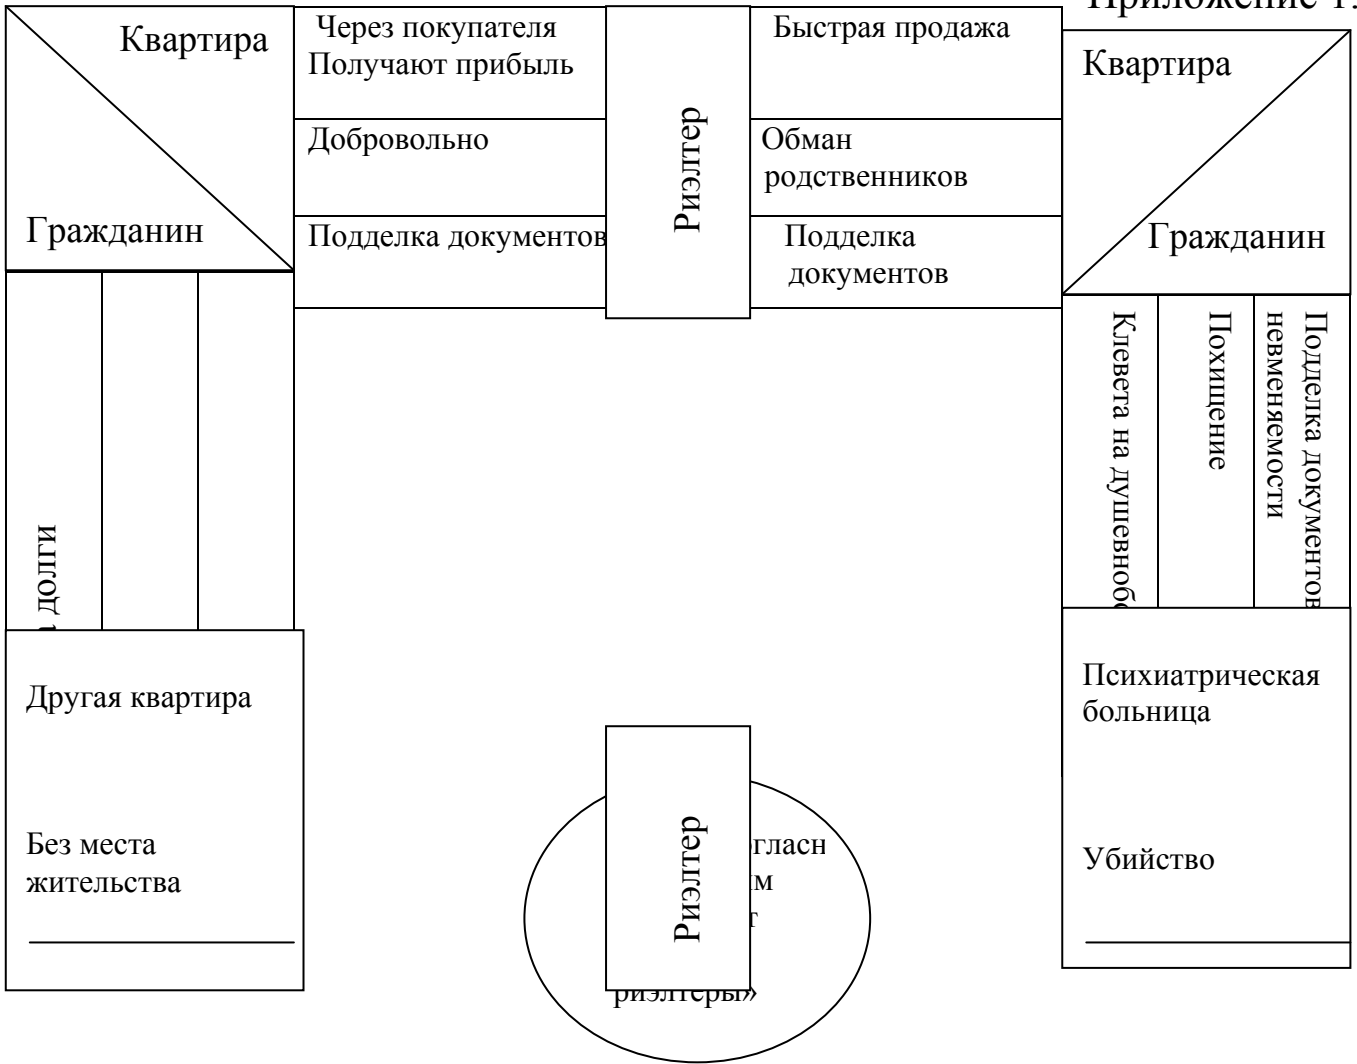 Приложение 1.
Квартира
Гражданин
Через покупателя
Получают прибыль
Добровольно
Подделка документов
Риэлтер
Быстрая продажа
Обман
родственников
Подделка
документов
Квартира
Гражданин
долги
Клевета на
Похищение
Подделка документов
невменяемости
Другая квартира
Без места
жительства
Риэлтер
риэлтеры»
Психиатрическая
больница
Убийство